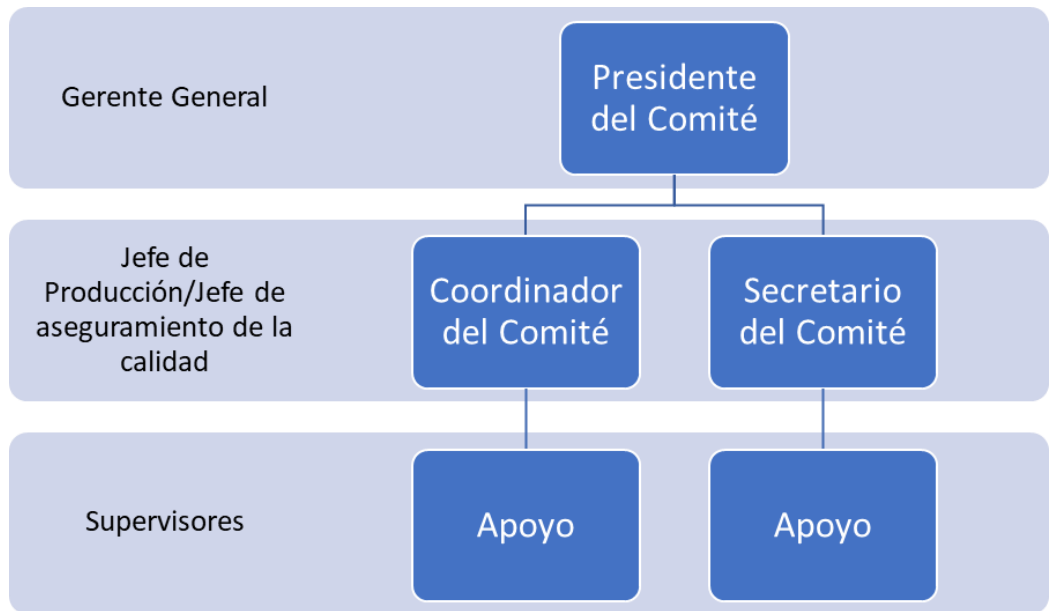 Gerente General
Presidente
del Comité
Jefe de
Producción/Jefe de
aseguramiento de la
calidad
Coordinador
del Comité
Secretario
del Comité
Supervisores
Apoyo
Apoyo